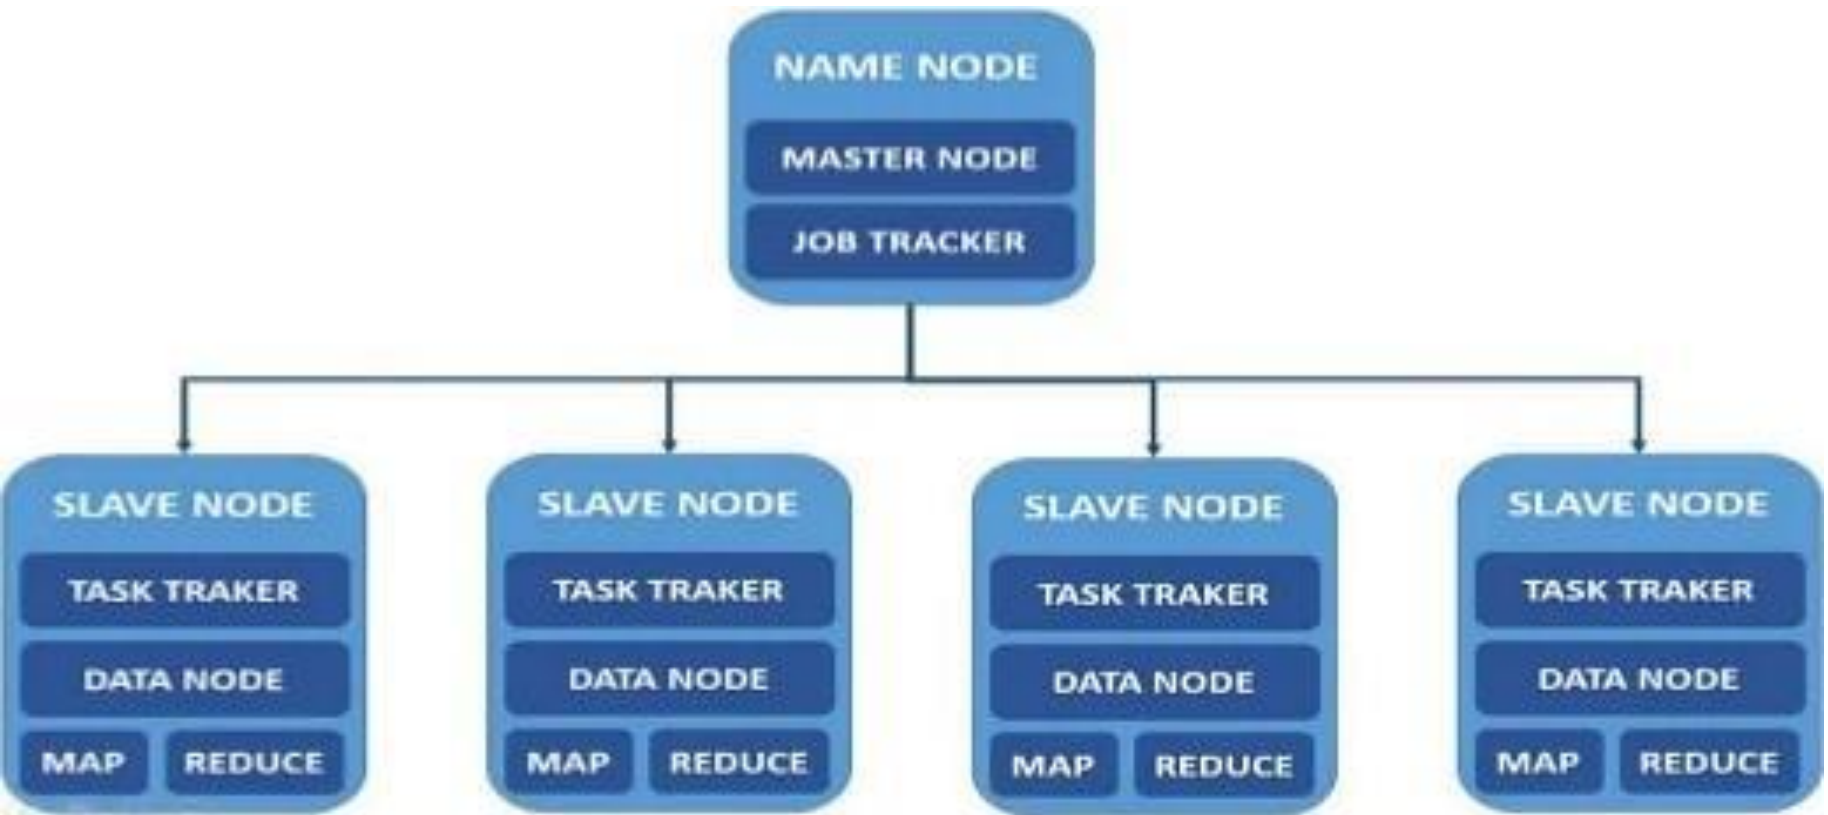 NAME NODE
MASTER NODE
JOB TRACKER
SLAVE NODE
TASK TRAKER
DATA NODE
MAP REDUCE
SLAVE NODE
TASK TRAKER
DATA NODE
MAP REDUCE
SLAVE NODE
TASK TRAKER
DATA NODE
MAP REDUCE
SLAVE NODE
TASK TRAKER
DATA NODE
MAP REDUCE